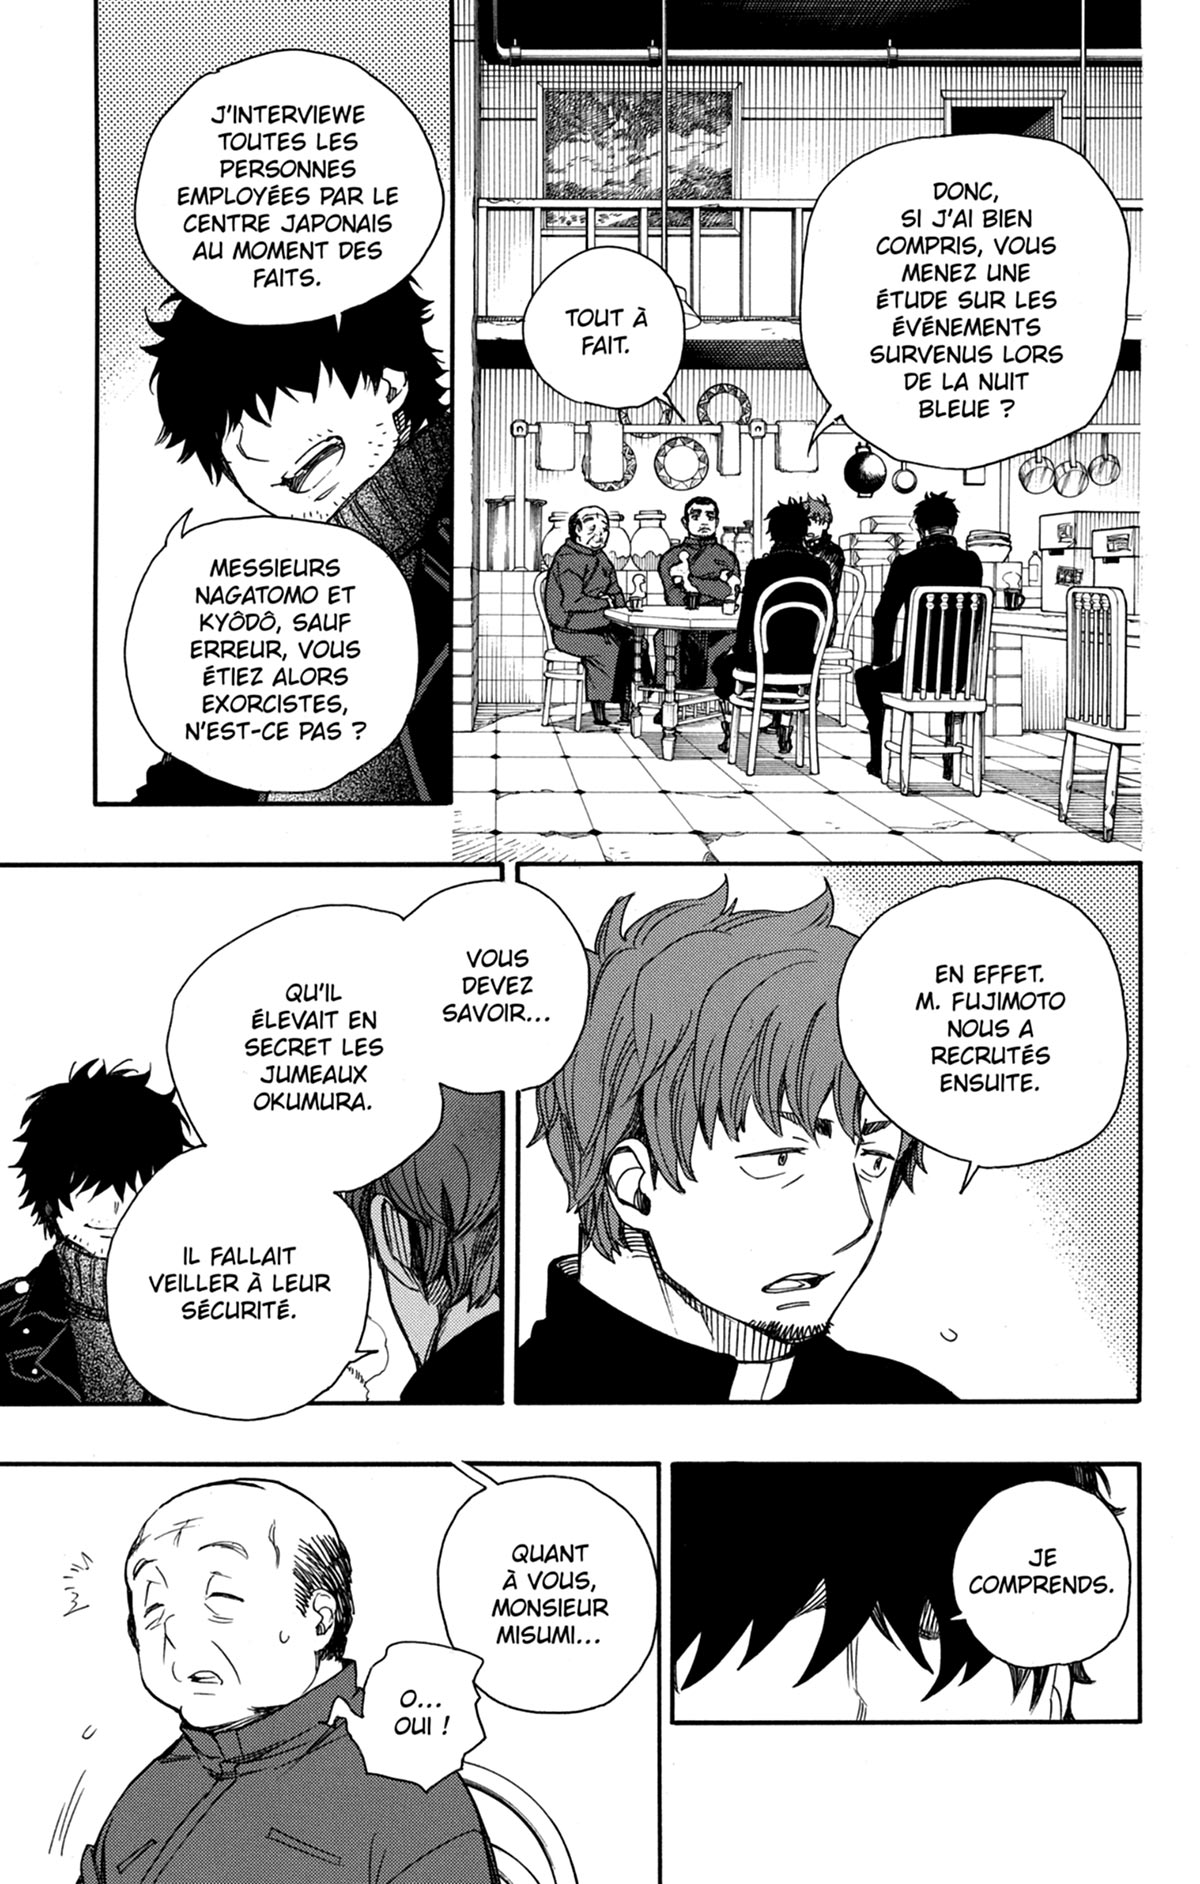 DONC,
SI J'AI BIEN
COMPRIS, VOUS
MENEZ UNE
ÉTUDE SUR LES
ÉVÉNEMENTS
SURVENUS LORS
DE LA NUIT
BLEUE ?
TOUT À
FAIT.
J'INTERVIEWE
TOUTES LES
PERSONNES
EMPLOYÉES PAR LE
CENTRE JAPONAIS
AU MOMENT DES
FAITS.
MESSIEURS
NAGATOMO ET
KYÔDÔ, SAUF
ERREUR, VOUS
ÉTIEZ ALORS
EXORCISTES,
N'EST-CE PAS ?
EN EFFET.
M. FUJIMOTO
NOUS A
RECRUTÉS
ENSUITE.
VOUS
DEVEZ
SAVOIR...
QU'IL
ÉLEVAIT EN
SECRET LES
JUMEAUX
OKUMURA.
IL FALLAIT
VEILLER À LEUR
SÉCURITÉ.
JE
COMPRENDS.
QUANT
À VOUS,
MONSIEUR
MISUMI...
O...
OUI !